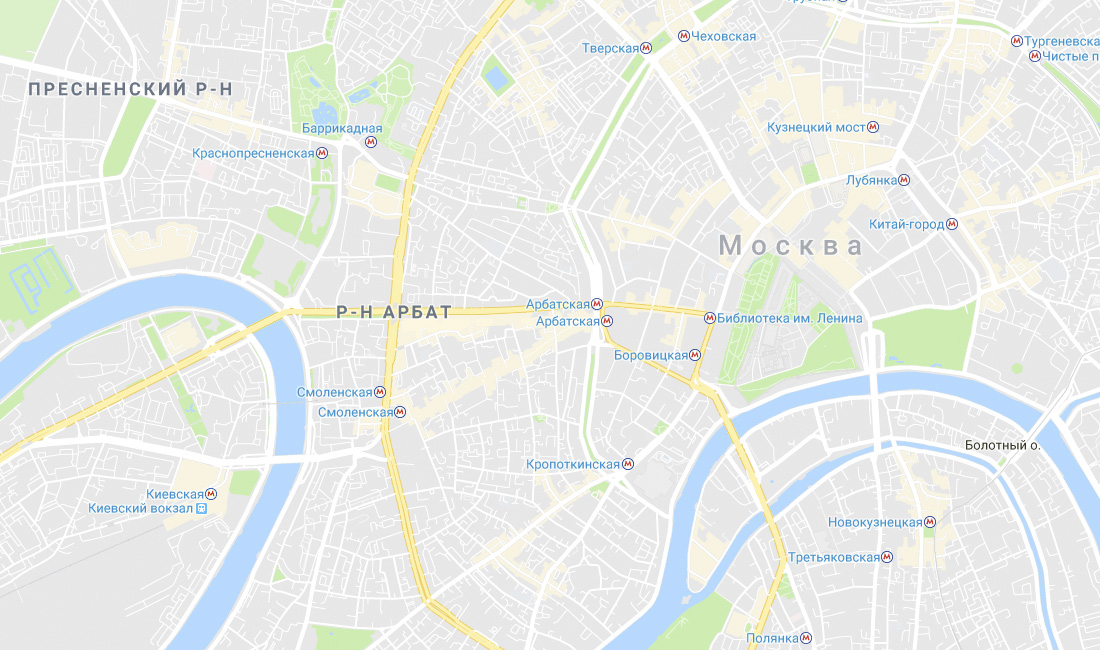 Тверская
Чеховская
Тургеневска
Чистые п
ПРЕСНЕНСКИЙ Р-Н
Баррикадная
Кузнецкий мост
Краснопресненская
Лубянка
Китай-город
Москва
Арбатская
Р-Н АРБАТ
Арбатская
Библиотека им. Ленина
Боровицкая
Смоленская
Смоленская
Болотный о.
Кропоткинская
Киевская
Киевский вокзал
Новокузнецкая
Третьяковская
Полянка